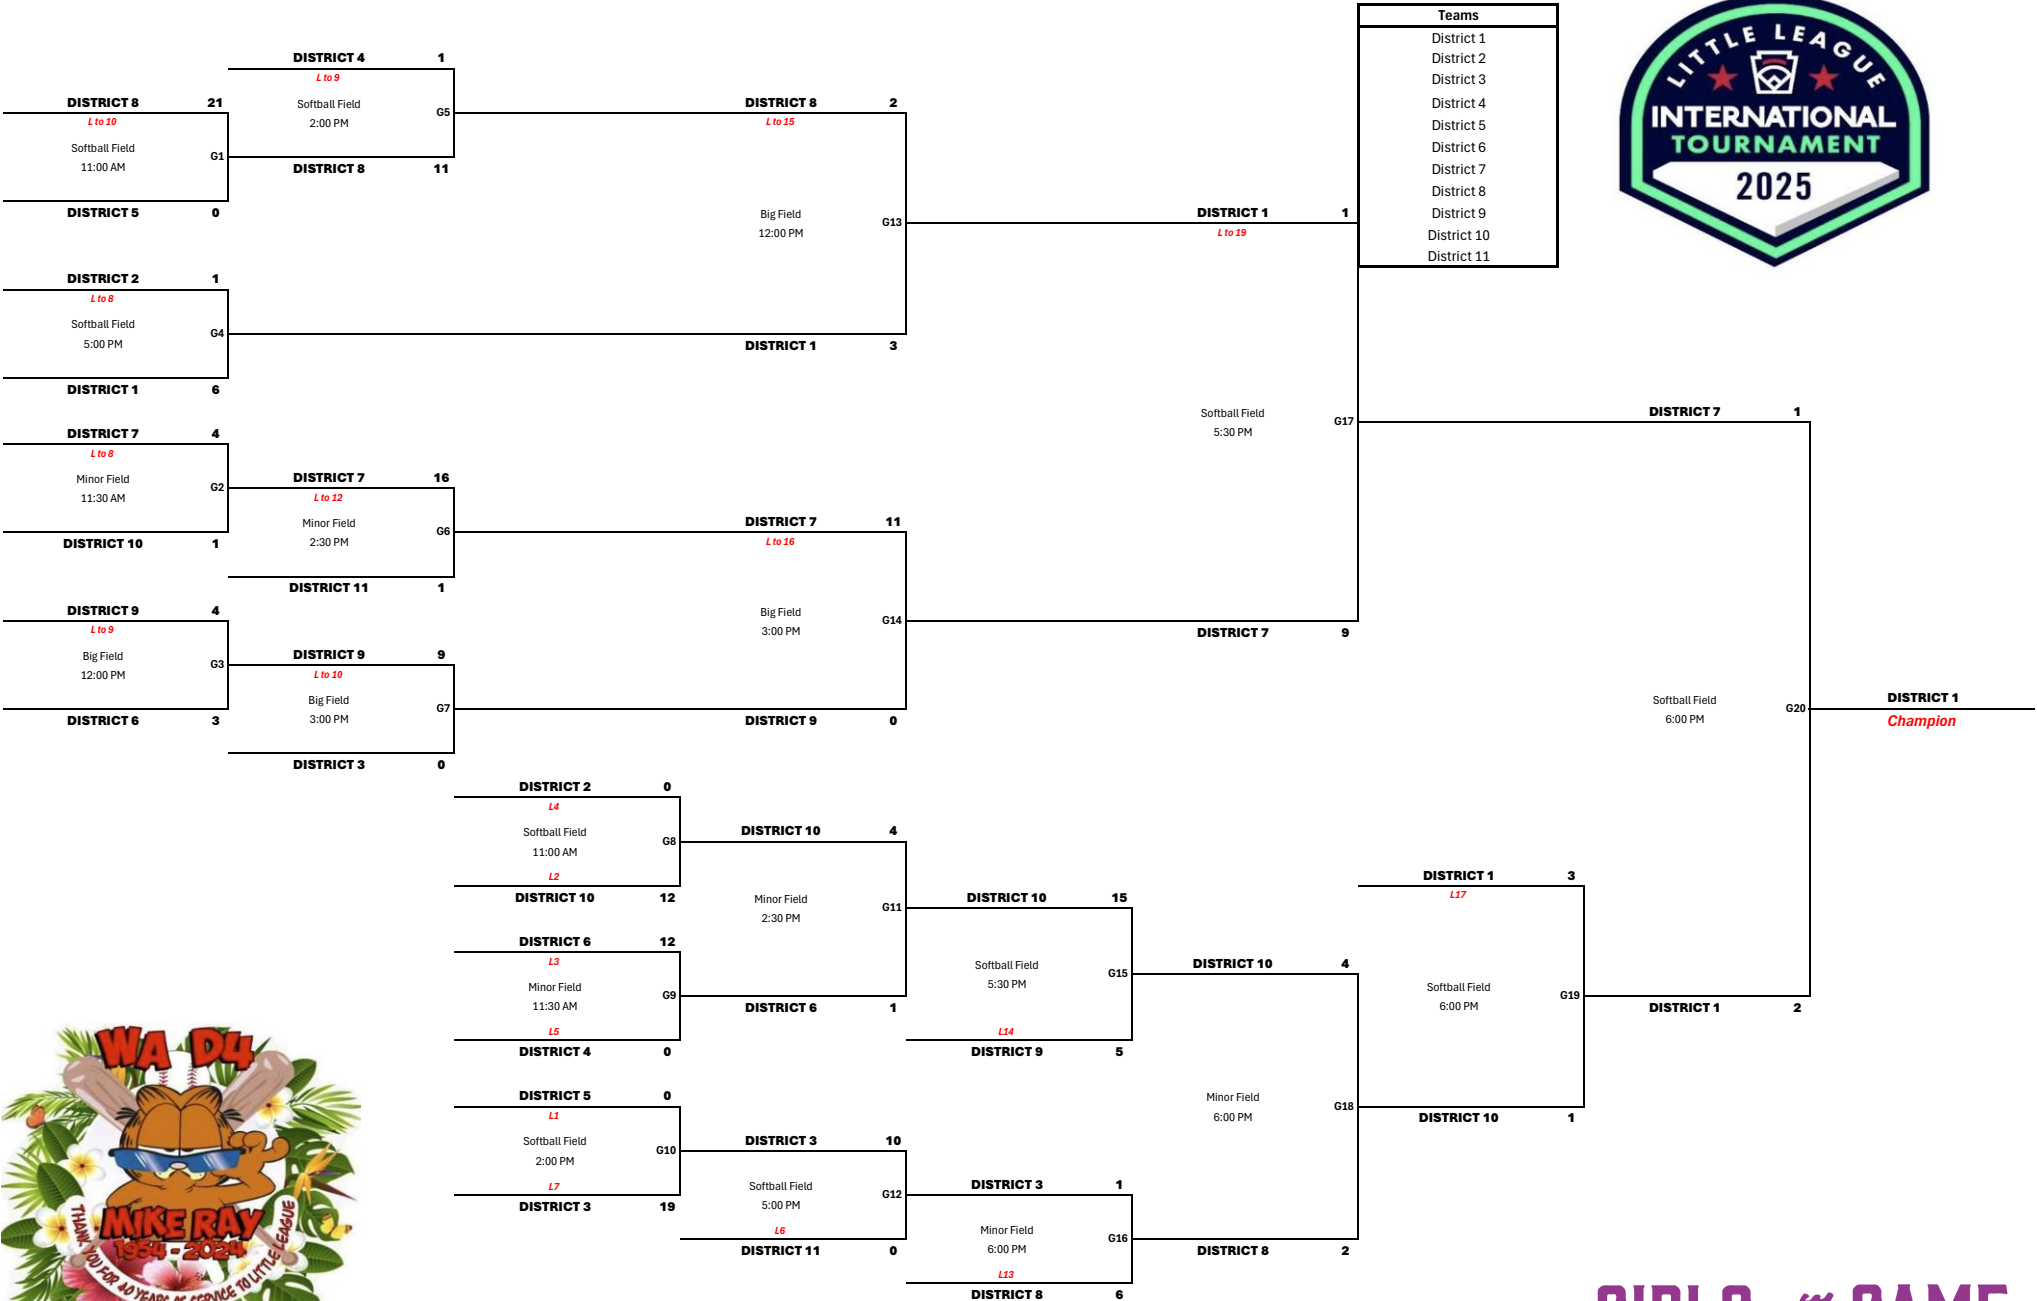 Teams
District 1
District 2
District 3
District 4
District 5
District 6
District 7
District 8
District 9
District 10
District 11
LITTLE LEAGUE
INTERNATIONAL
TOURNAMENT
2025
DISTRICT 4 1
L to 9
Softball Field
2:00 PM
G5
DISTRICT 8 11
DISTRICT 8 21
L to 10
Softball Field
11:00 AM
G1
DISTRICT 5 0
DISTRICT 8 2
L to 15
Big Field
12:00 PM
G13
DISTRICT 1 3
DISTRICT 2 1
L to 8
Softball Field
5:00 PM
G4
DISTRICT 1 6
DISTRICT 1 1
L to 19
Softball Field
5:30 PM
G17
DISTRICT 7 9
DISTRICT 7 4
L to 8
Minor Field
11:30 AM
G2
DISTRICT 10 1
DISTRICT 7 16
L to 12
Minor Field
2:30 PM
G6
DISTRICT 11 1
DISTRICT 7 11
L to 16
Big Field
3:00 PM
G14
DISTRICT 9 0
DISTRICT 9 4
L to 9
Big Field
12:00 PM
G3
DISTRICT 6 3
DISTRICT 9 9
L to 10
Big Field
3:00 PM
G7
DISTRICT 3 0
DISTRICT 7 1
Softball Field
6:00 PM
G20
DISTRICT 1 2
DISTRICT 1
Champion
DISTRICT 2 0
L4
Softball Field
11:00 AM
G8
L2
DISTRICT 10 12
DISTRICT 10 4
Minor Field
2:30 PM
G11
DISTRICT 6 1
DISTRICT 6 12
L3
Minor Field
11:30 AM
G9
L5
DISTRICT 4 0
DISTRICT 10 15
Softball Field
5:30 PM
G15
L14
DISTRICT 9 5
DISTRICT 5 0
L1
Softball Field
2:00 PM
G10
L7
DISTRICT 3 19
DISTRICT 3 10
Softball Field
5:00 PM
G12
L6
DISTRICT 11 0
DISTRICT 3 1
Minor Field
6:00 PM
G16
L13
DISTRICT 8 6
DISTRICT 10 4
Minor Field
6:00 PM
G18
DISTRICT 8 2
DISTRICT 1 3
L17
Softball Field
6:00 PM
G19
DISTRICT 10 1
WA D4
MIKE RAY
1954 - 2024
THANK YOU FOR 40 YEARS OF SERVICE TO LITTLE LEAGUE